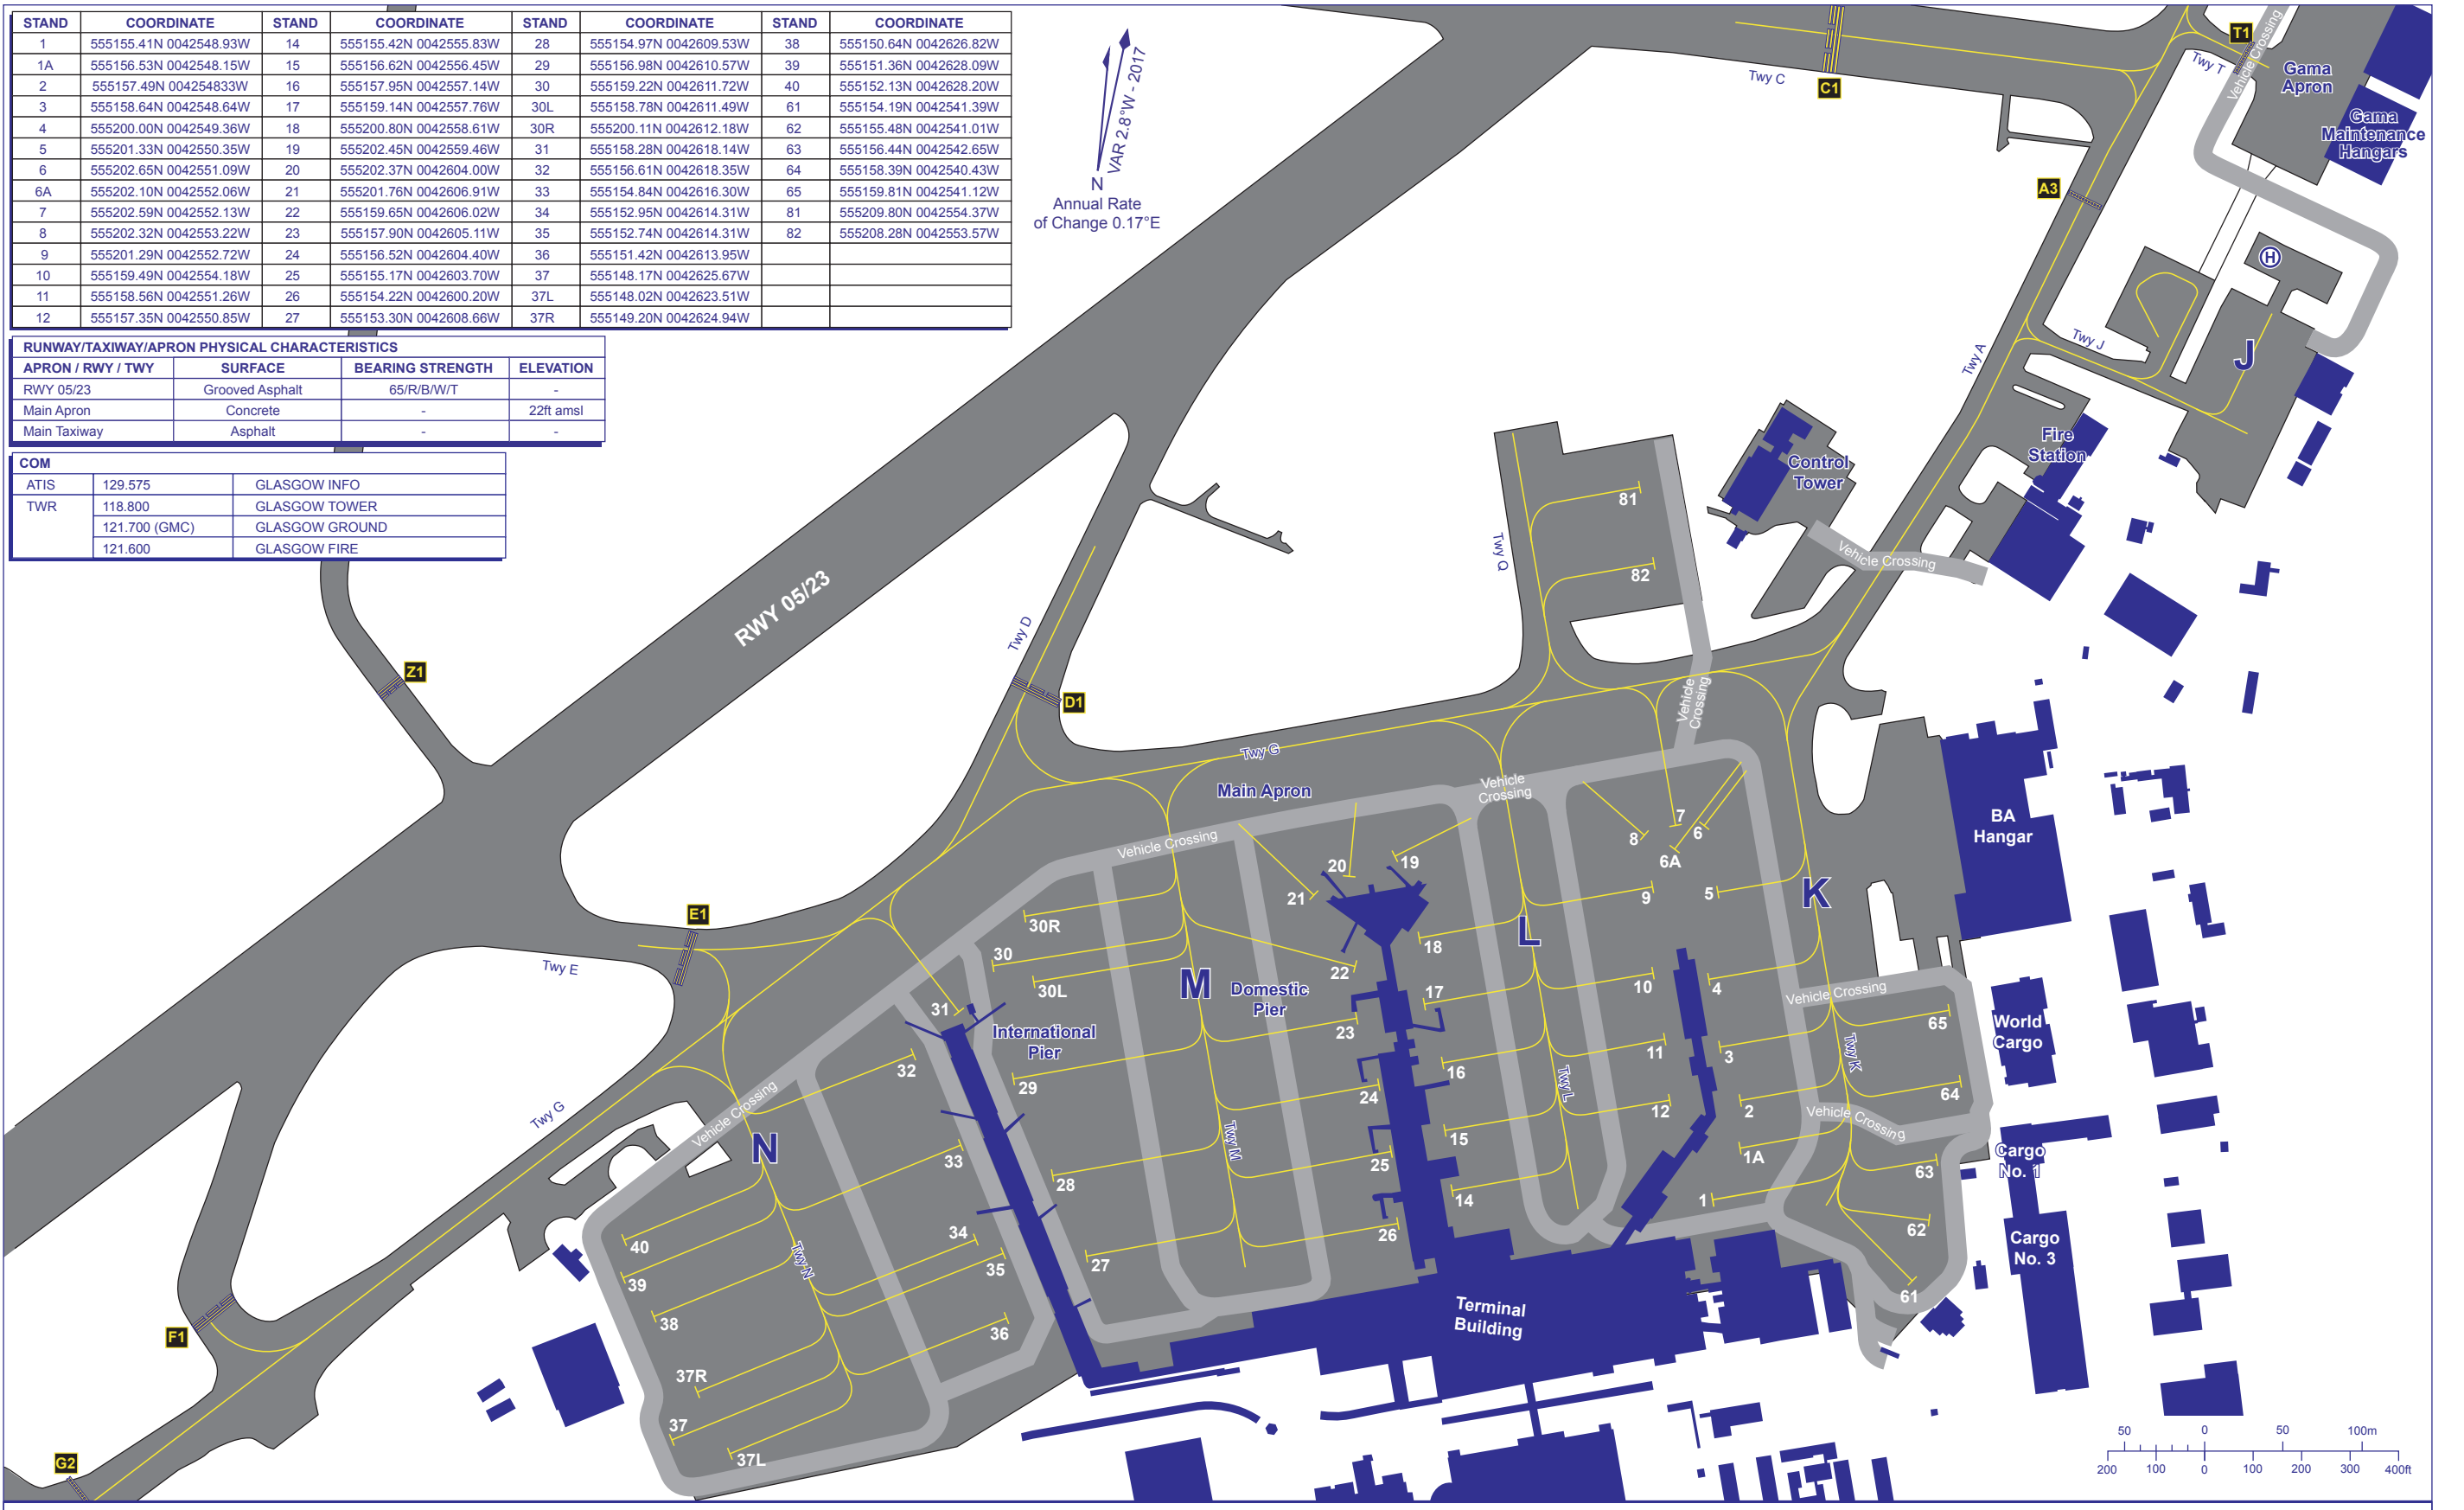 STAND COORDINATE STAND COORDINATE STAND COORDINATE STAND COORDINATE
1 555155.41N 0042548.93W 14 555155.42N 0042555.83W 28 555154.97N 0042609.53W 38 555150.64N 0042626.82W
1A 555156.53N 0042548.15W 15 555156.62N 0042556.45W 29 555156.98N 0042610.57W 39 555151.36N 0042628.09W
2 555157.49N 004254833W 16 555157.95N 0042557.14W 30 555159.22N 0042611.72W 40 555152.13N 0042628.20W
3 555158.64N 0042548.64W 17 555159.14N 0042557.76W 30L 555158.78N 0042611.49W 61 555154.19N 0042541.39W
4 555200.00N 0042549.36W 18 555200.80N 0042558.61W 30R 555200.11N 0042612.18W 62 555155.48N 0042541.01W
5 555201.33N 0042550.35W 19 555202.45N 0042559.46W 31 555158.28N 0042618.14W 63 555156.44N 0042542.65W
6 555202.65N 0042551.09W 20 555202.37N 0042604.00W 32 555156.61N 0042618.35W 64 555158.39N 0042540.43W
6A 555202.10N 0042552.06W 21 555201.76N 0042606.91W 33 555154.84N 0042616.30W 65 555159.81N 0042541.12W
7 555202.59N 0042552.13W 22 555159.65N 0042606.02W 34 555152.95N 0042614.31W 81 555209.80N 0042554.37W
8 555202.32N 0042553.22W 23 555157.90N 0042605.11W 35 555152.74N 0042614.31W 82 555208.28N 0042553.57W
9 555201.29N 0042552.72W 24 555156.52N 0042604.40W 36 555151.42N 0042613.95W
10 555159.49N 0042554.18W 25 555155.17N 0042603.70W 37 555148.17N 0042625.67W
11 555158.56N 0042551.26W 26 555154.22N 0042600.20W 37L 555148.02N 0042623.51W
12 555157.35N 0042550.85W 27 555153.30N 0042608.66W 37R 555149.20N 0042624.94W
RUNWAY/TAXIWAY/APRON PHYSICAL CHARACTERISTICS
APRON / RWY / TWY SURFACE BEARING STRENGTH ELEVATION
RWY 05/23 Grooved Asphalt 65/R/B/W/T -
Main Apron Concrete - 22ft amsl
Main Taxiway Asphalt - -
COM
ATIS 129.575 GLASGOW INFO
TWR 118.800 GLASGOW TOWER
121.700 (GMC) GLASGOW GROUND
121.600 GLASGOW FIRE
VAR 2.8°W - 2017
N
Annual Rate
of Change 0.17°E
Twy C
C1
T1
Twy T
Vehicle Crossing
Gama
Apron
Gama
Maintenance
Hangars
A3
H
Twy J
J
Twy A
Fire
Station
Control
Tower
Vehicle Crossing
81
82
Twy Q
RWY 05/23
Twy D
D1
Z1
Twy G
Main Apron
Vehicle
Crossing
Vehicle
Crossing
Vehicle Crossing
7
6
8
6A
20
19
21
9
5
K
BA
Hangar
E1
Twy E
30R
30
30L
M
Domestic
Pier
22
18
L
17
10
4
Vehicle Crossing
65
World
Cargo
31
International
Pier
23
11
3
Twy K
32
29
16
24
Twy L
12
2
64
Vehicle Crossing
Twy G
Vehicle Crossing
N
33
28
Twy M
25
15
1A
63
Cargo
No. 1
14
1
40
34
26
62
Cargo
No. 3
39
Twy N
35
27
61
38
36
Terminal
Building
F1
37R
37
37L
G2
50 0 50 100m
200 100 0 100 200 300 400ft